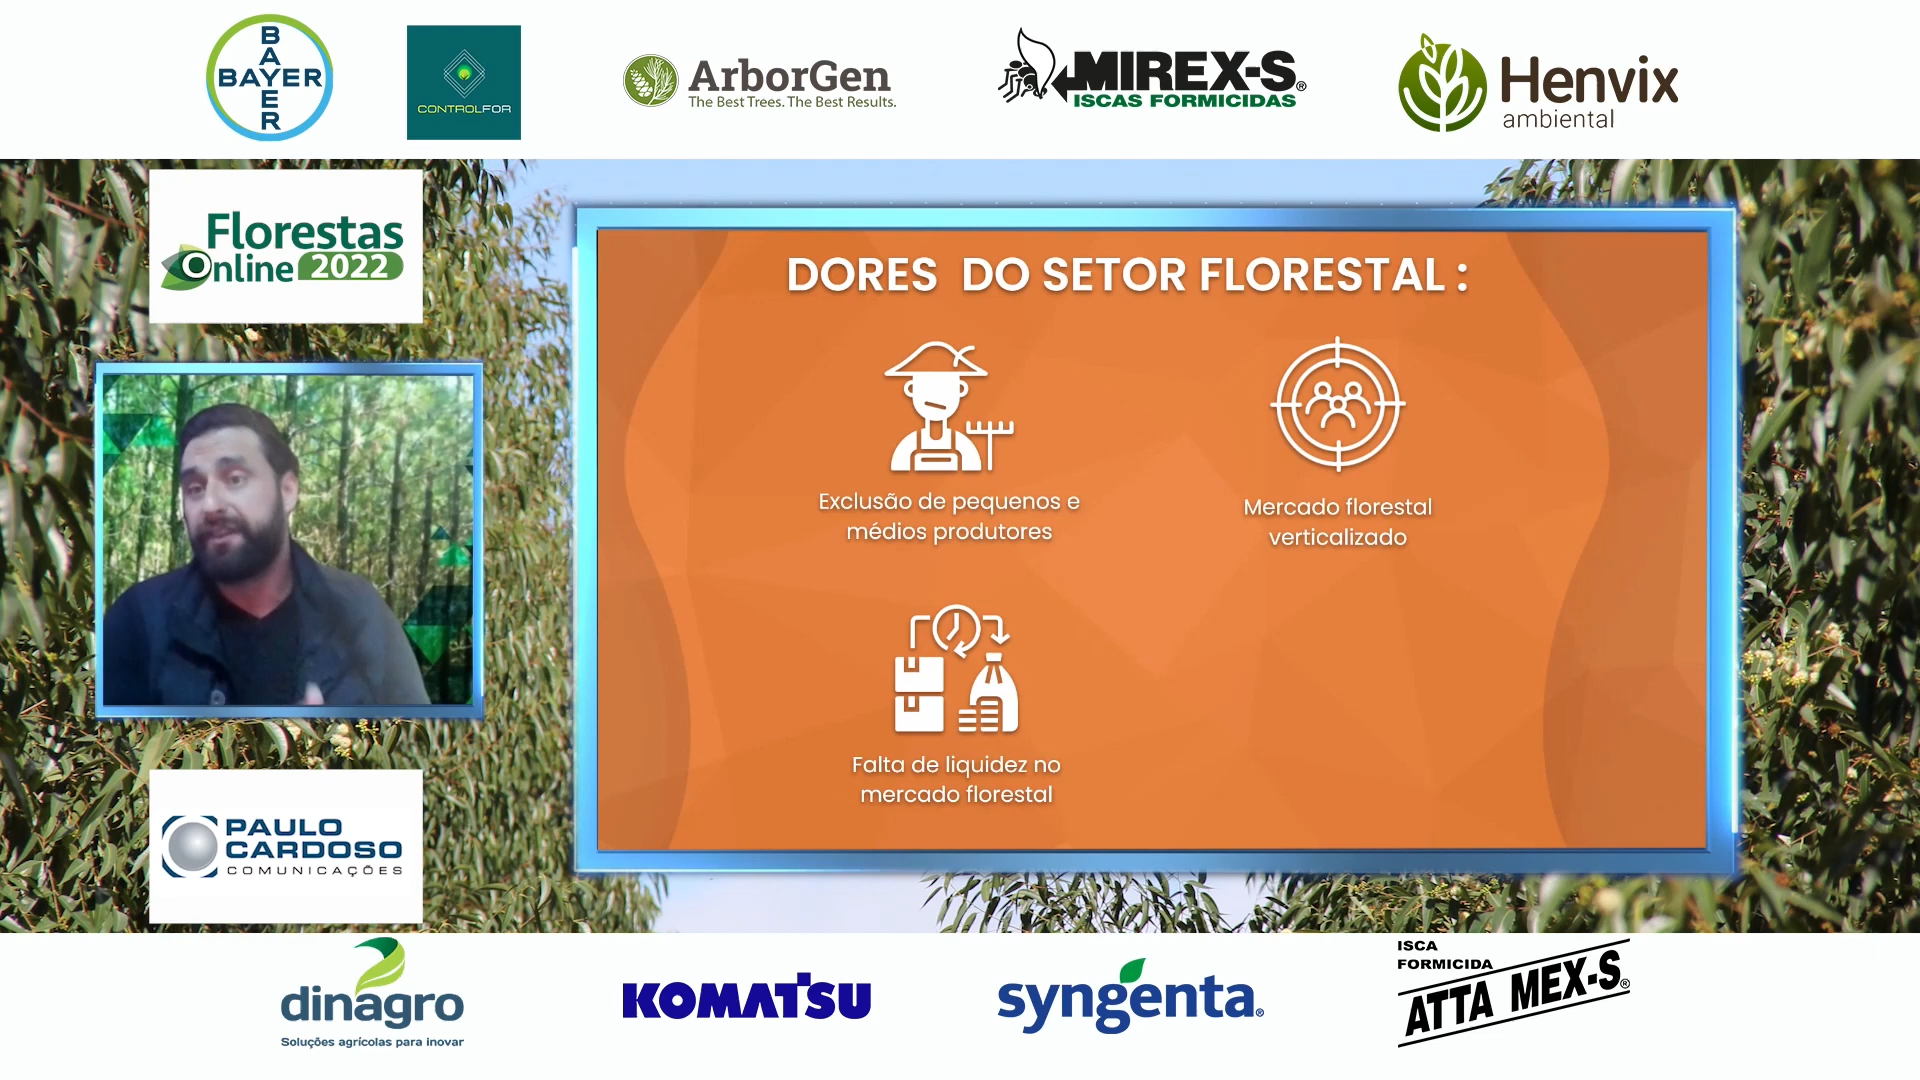 BAYER
BAYER
CONTROLFOR
ArborGen
The Best Trees. The Best Results.
MIREX-S®
ISCAS FORMICIDAS
Henvix
ambiental
Florestas
Online 2022
DORES DO SETOR FLORESTAL :
Exclusão de pequenos e
médios produtores
Mercado florestal
verticalizado
Falta de liquidez no
mercado florestal
PAULO
CARDOSO
COMUNICAÇÕES
dinagro
Soluções agrícolas para inovar
KOMATSU
syngenta®
ISCA
FORMICIDA
ATTA MEX-S®